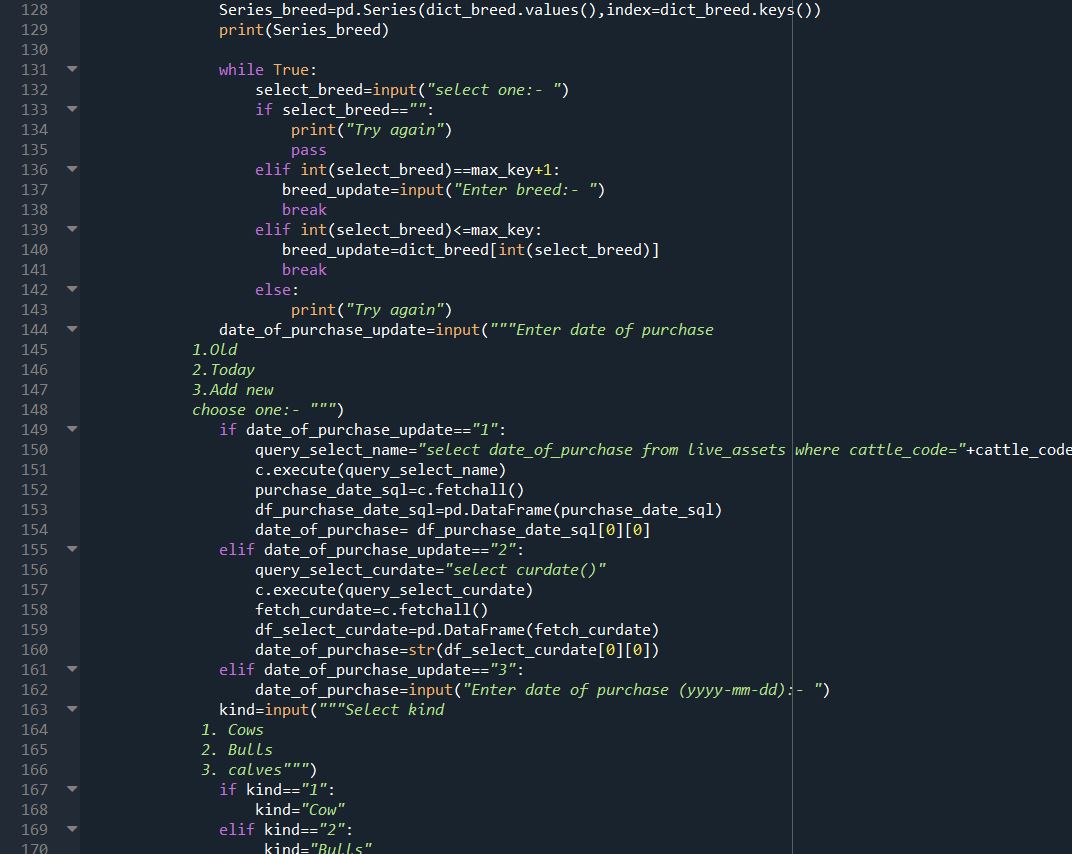 128 Series_breed=pd.Series(dict_breed.values(),index=dict_breed.keys())
129 print(Series_breed)
130
131 while True:
132 select_breed=input("select one:- ")
133 if select_breed=="":
134 print("Try again")
135 pass
136 elif int(select_breed)==max_key+1:
137 breed_update=input("Enter breed:- ")
138 break
139 elif int(select_breed)<=max_key:
140 breed_update=dict_breed[int(select_breed)]
141 break
142 else:
143 print("Try again")
144 date_of_purchase_update=input("""Enter date of purchase
145 1.Old
146 2.Today
147 3.Add new
148 choose one:- """)
149 if date_of_purchase_update=="1":
150 query_select_name="select date_of_purchase from live_assets where cattle_code="+cattle_code
151 c.execute(query_select_name)
152 purchase_date_sql=c.fetchall()
153 df_purchase_date_sql=pd.DataFrame(purchase_date_sql)
154 date_of_purchase= df_purchase_date_sql[0][0]
155 elif date_of_purchase_update=="2":
156 query_select_curdate="select curdate()"
157 c.execute(query_select_curdate)
158 fetch_curdate=c.fetchall()
159 df_select_curdate=pd.DataFrame(fetch_curdate)
160 date_of_purchase=str(df_select_curdate[0][0])
161 elif date_of_purchase_update=="3":
162 date_of_purchase=input("Enter date of purchase (yyyy-mm-dd):- ")
163 kind=input("""Select kind
164 1. Cows
165 2. Bulls
166 3. calves""")
167 if kind=="1":
168 kind="Cow"
169 elif kind=="2":
170 kind="Bulls"